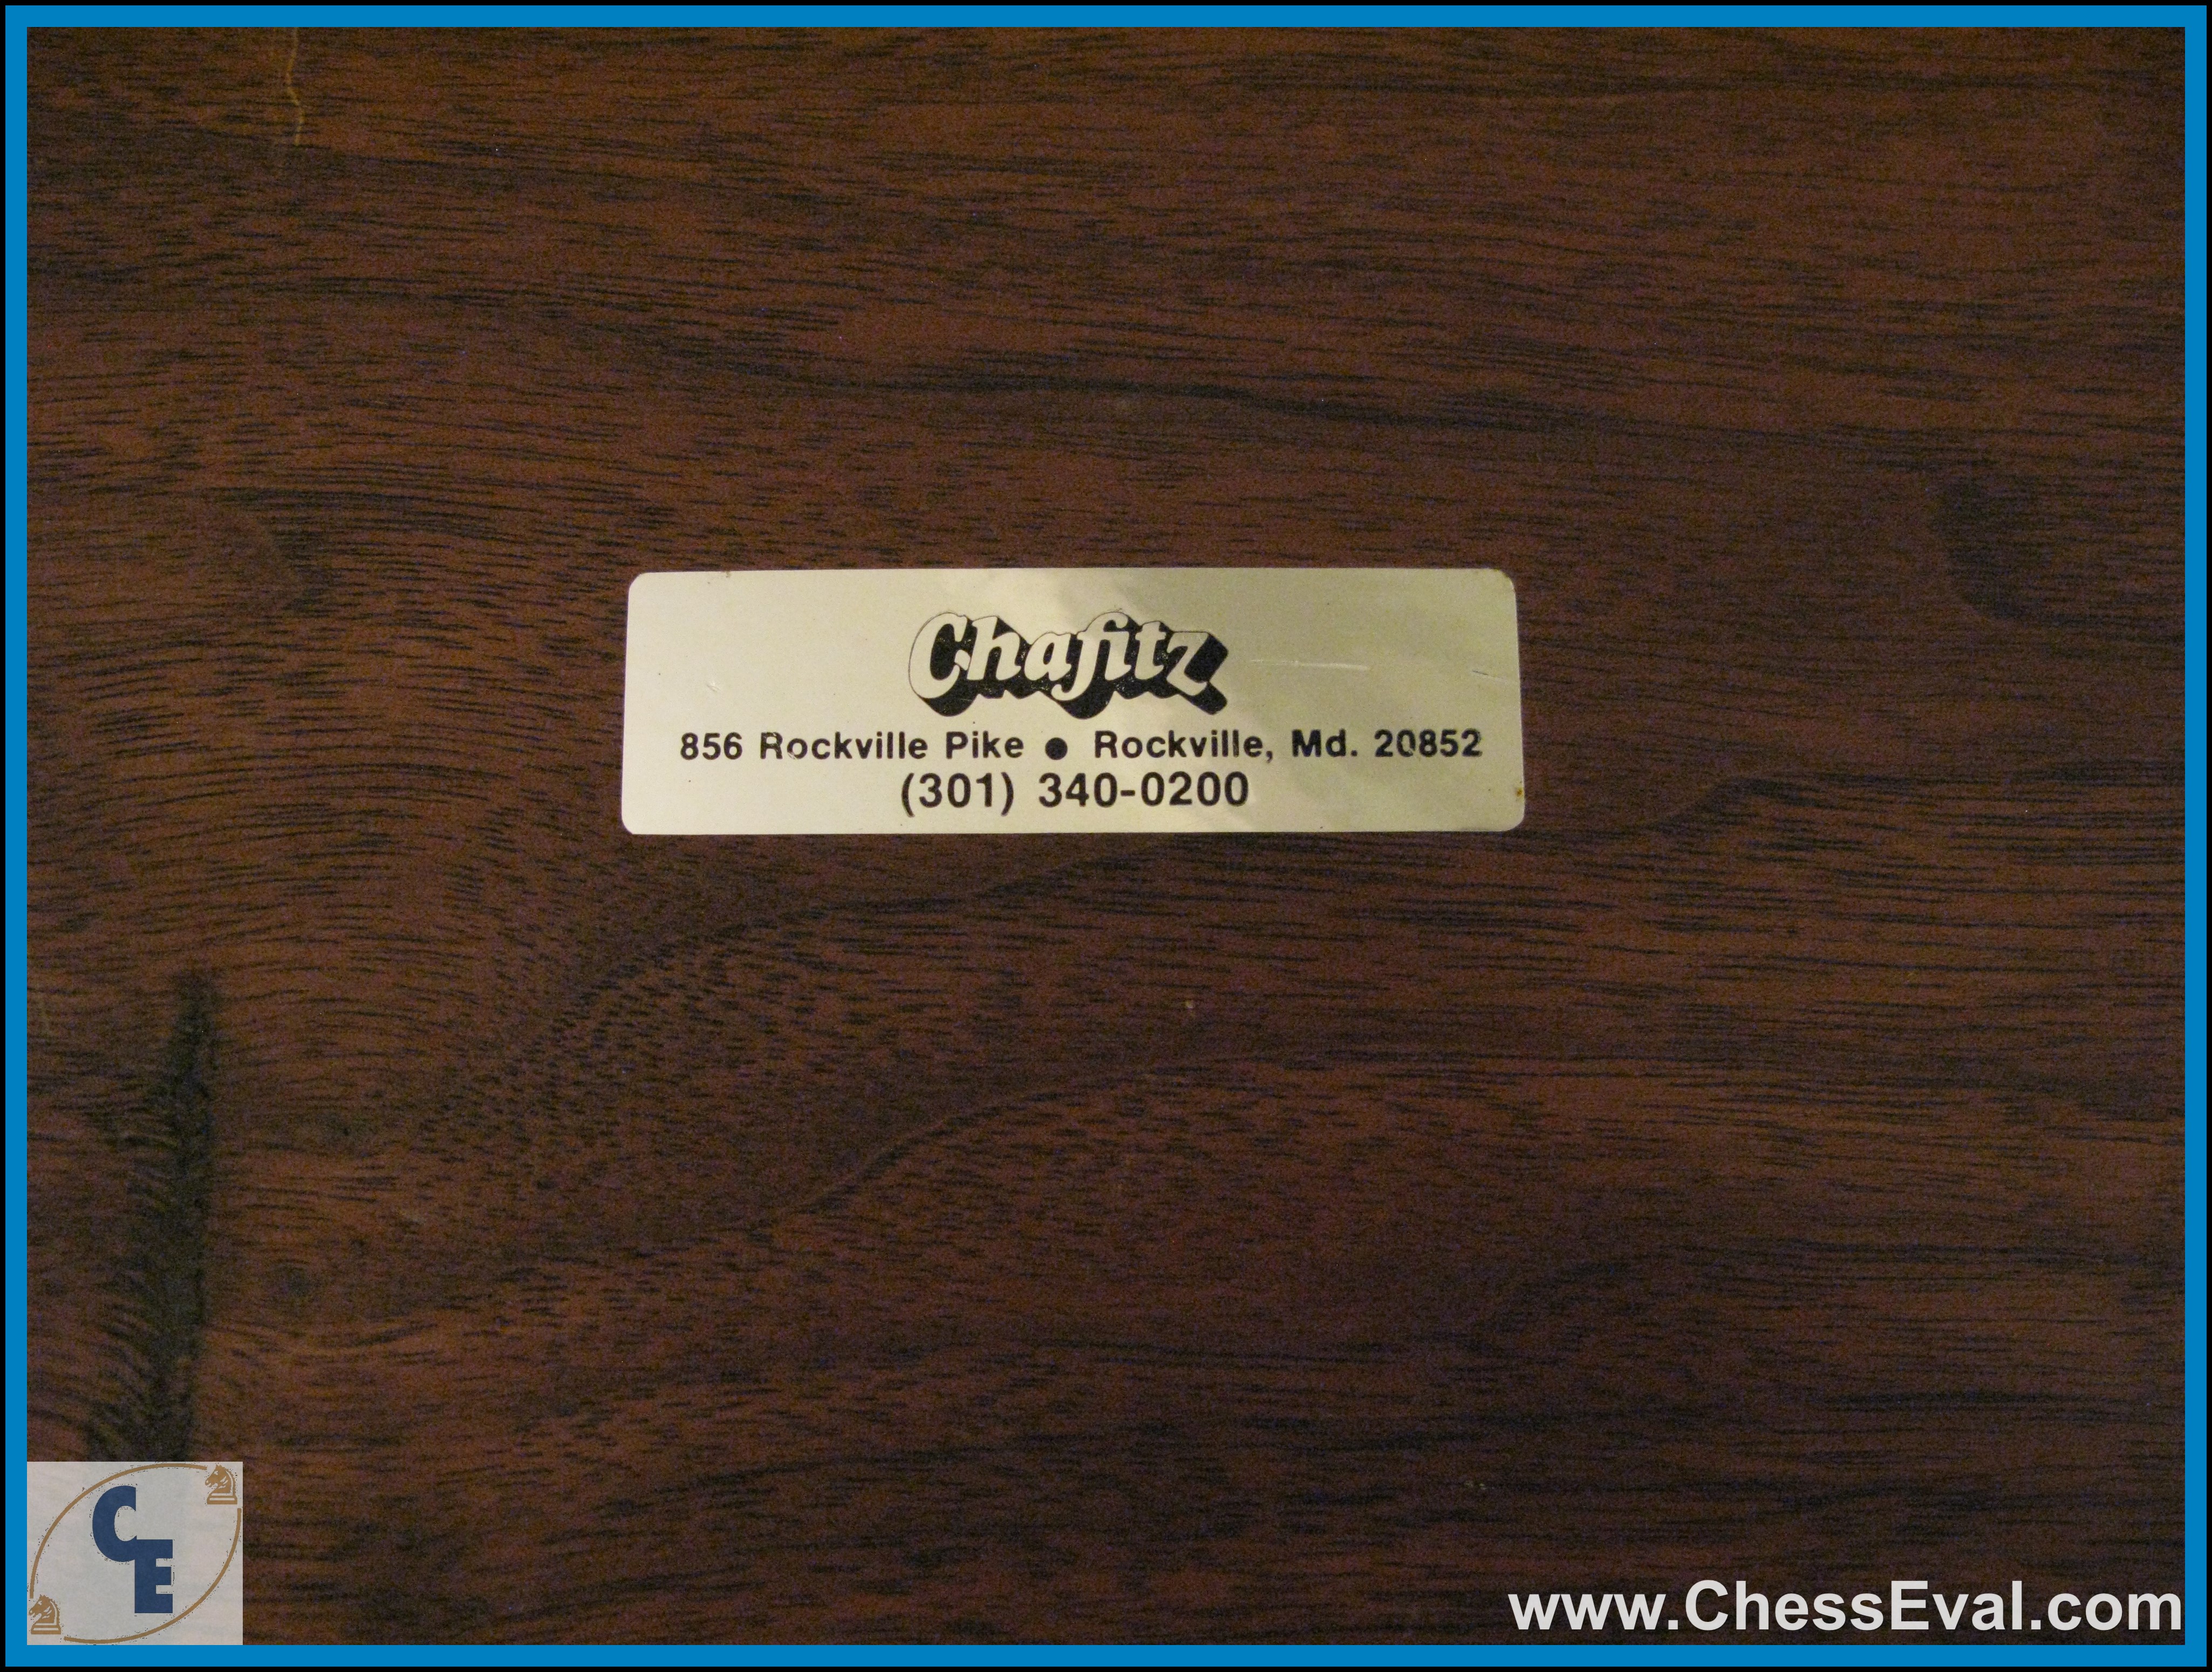 Chafitz
856 Rockville Pike ● Rockville, Md. 20852
(301) 340-0200
CE
www.ChessEval.com